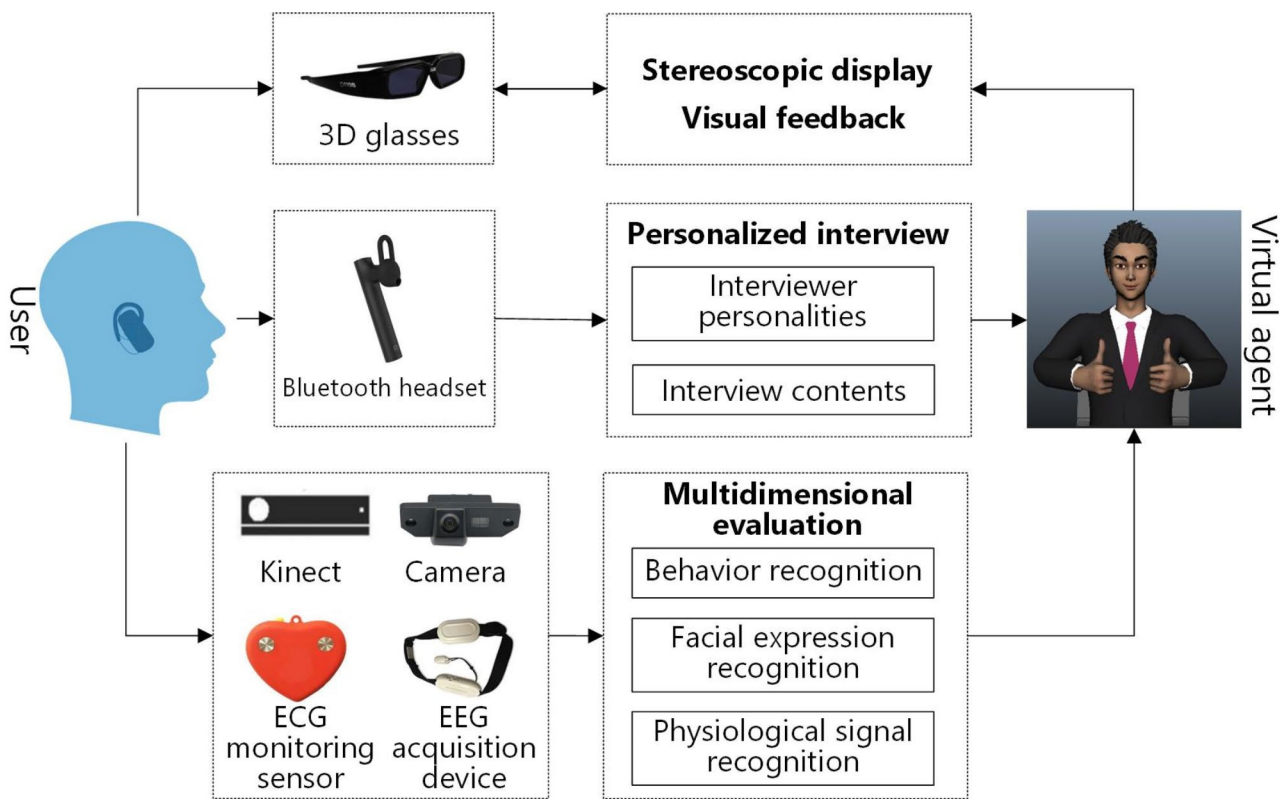 3D glasses
Stereoscopic display
Visual feedback
User
Bluetooth headset
Personalized interview
Interviewer
personalities
Interview contents
Virtual agent
Kinect
Camera
ECG
monitoring
sensor
EEG
acquisition
device
Multidimensional
evaluation
Behavior recognition
Facial expression
recognition
Physiological signal
recognition